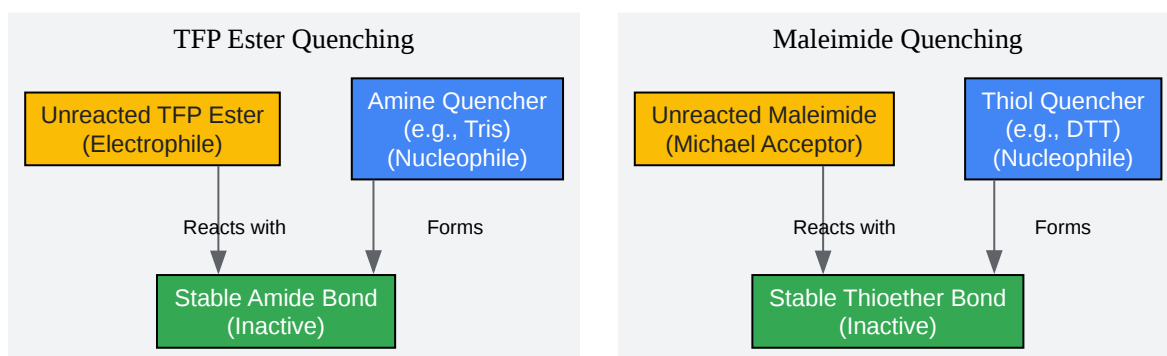 TFP Ester Quenching
Unreacted TFP Ester
(Electrophile)
Amine Quencher
(e.g., Tris)
(Nucleophile)
Reacts with
Forms
Stable Amide Bond
(Inactive)
Maleimide Quenching
Unreacted Maleimide
(Michael Acceptor)
Thiol Quencher
(e.g., DTT)
(Nucleophile)
Reacts with
Forms
Stable Thioether Bond
(Inactive)